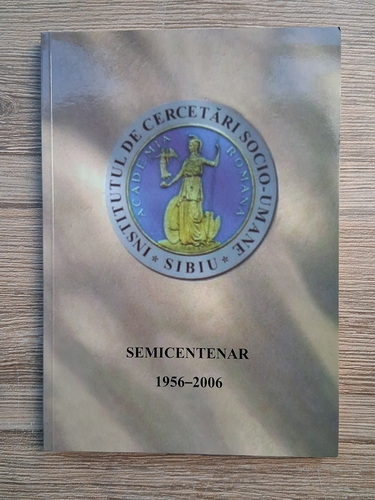 INSTITUTUL DE CERCETĂRI SOCIO-UMANE
* SIBIU *
ACADEMIA ROMÂNĂ
SEMICENTENAR
1956–2006